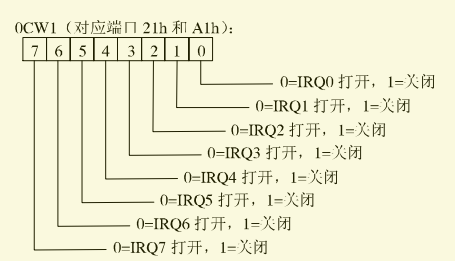 0CW1（对应端口 21h 和 A1h）:
7 6 5 4 3 2 1 0
0=IRQ0 打开，1=关闭
0=IRQ1 打开，1=关闭
0=IRQ2 打开，1=关闭
0=IRQ3 打开，1=关闭
0=IRQ4 打开，1=关闭
0=IRQ5 打开，1=关闭
0=IRQ6 打开，1=关闭
0=IRQ7 打开，1=关闭